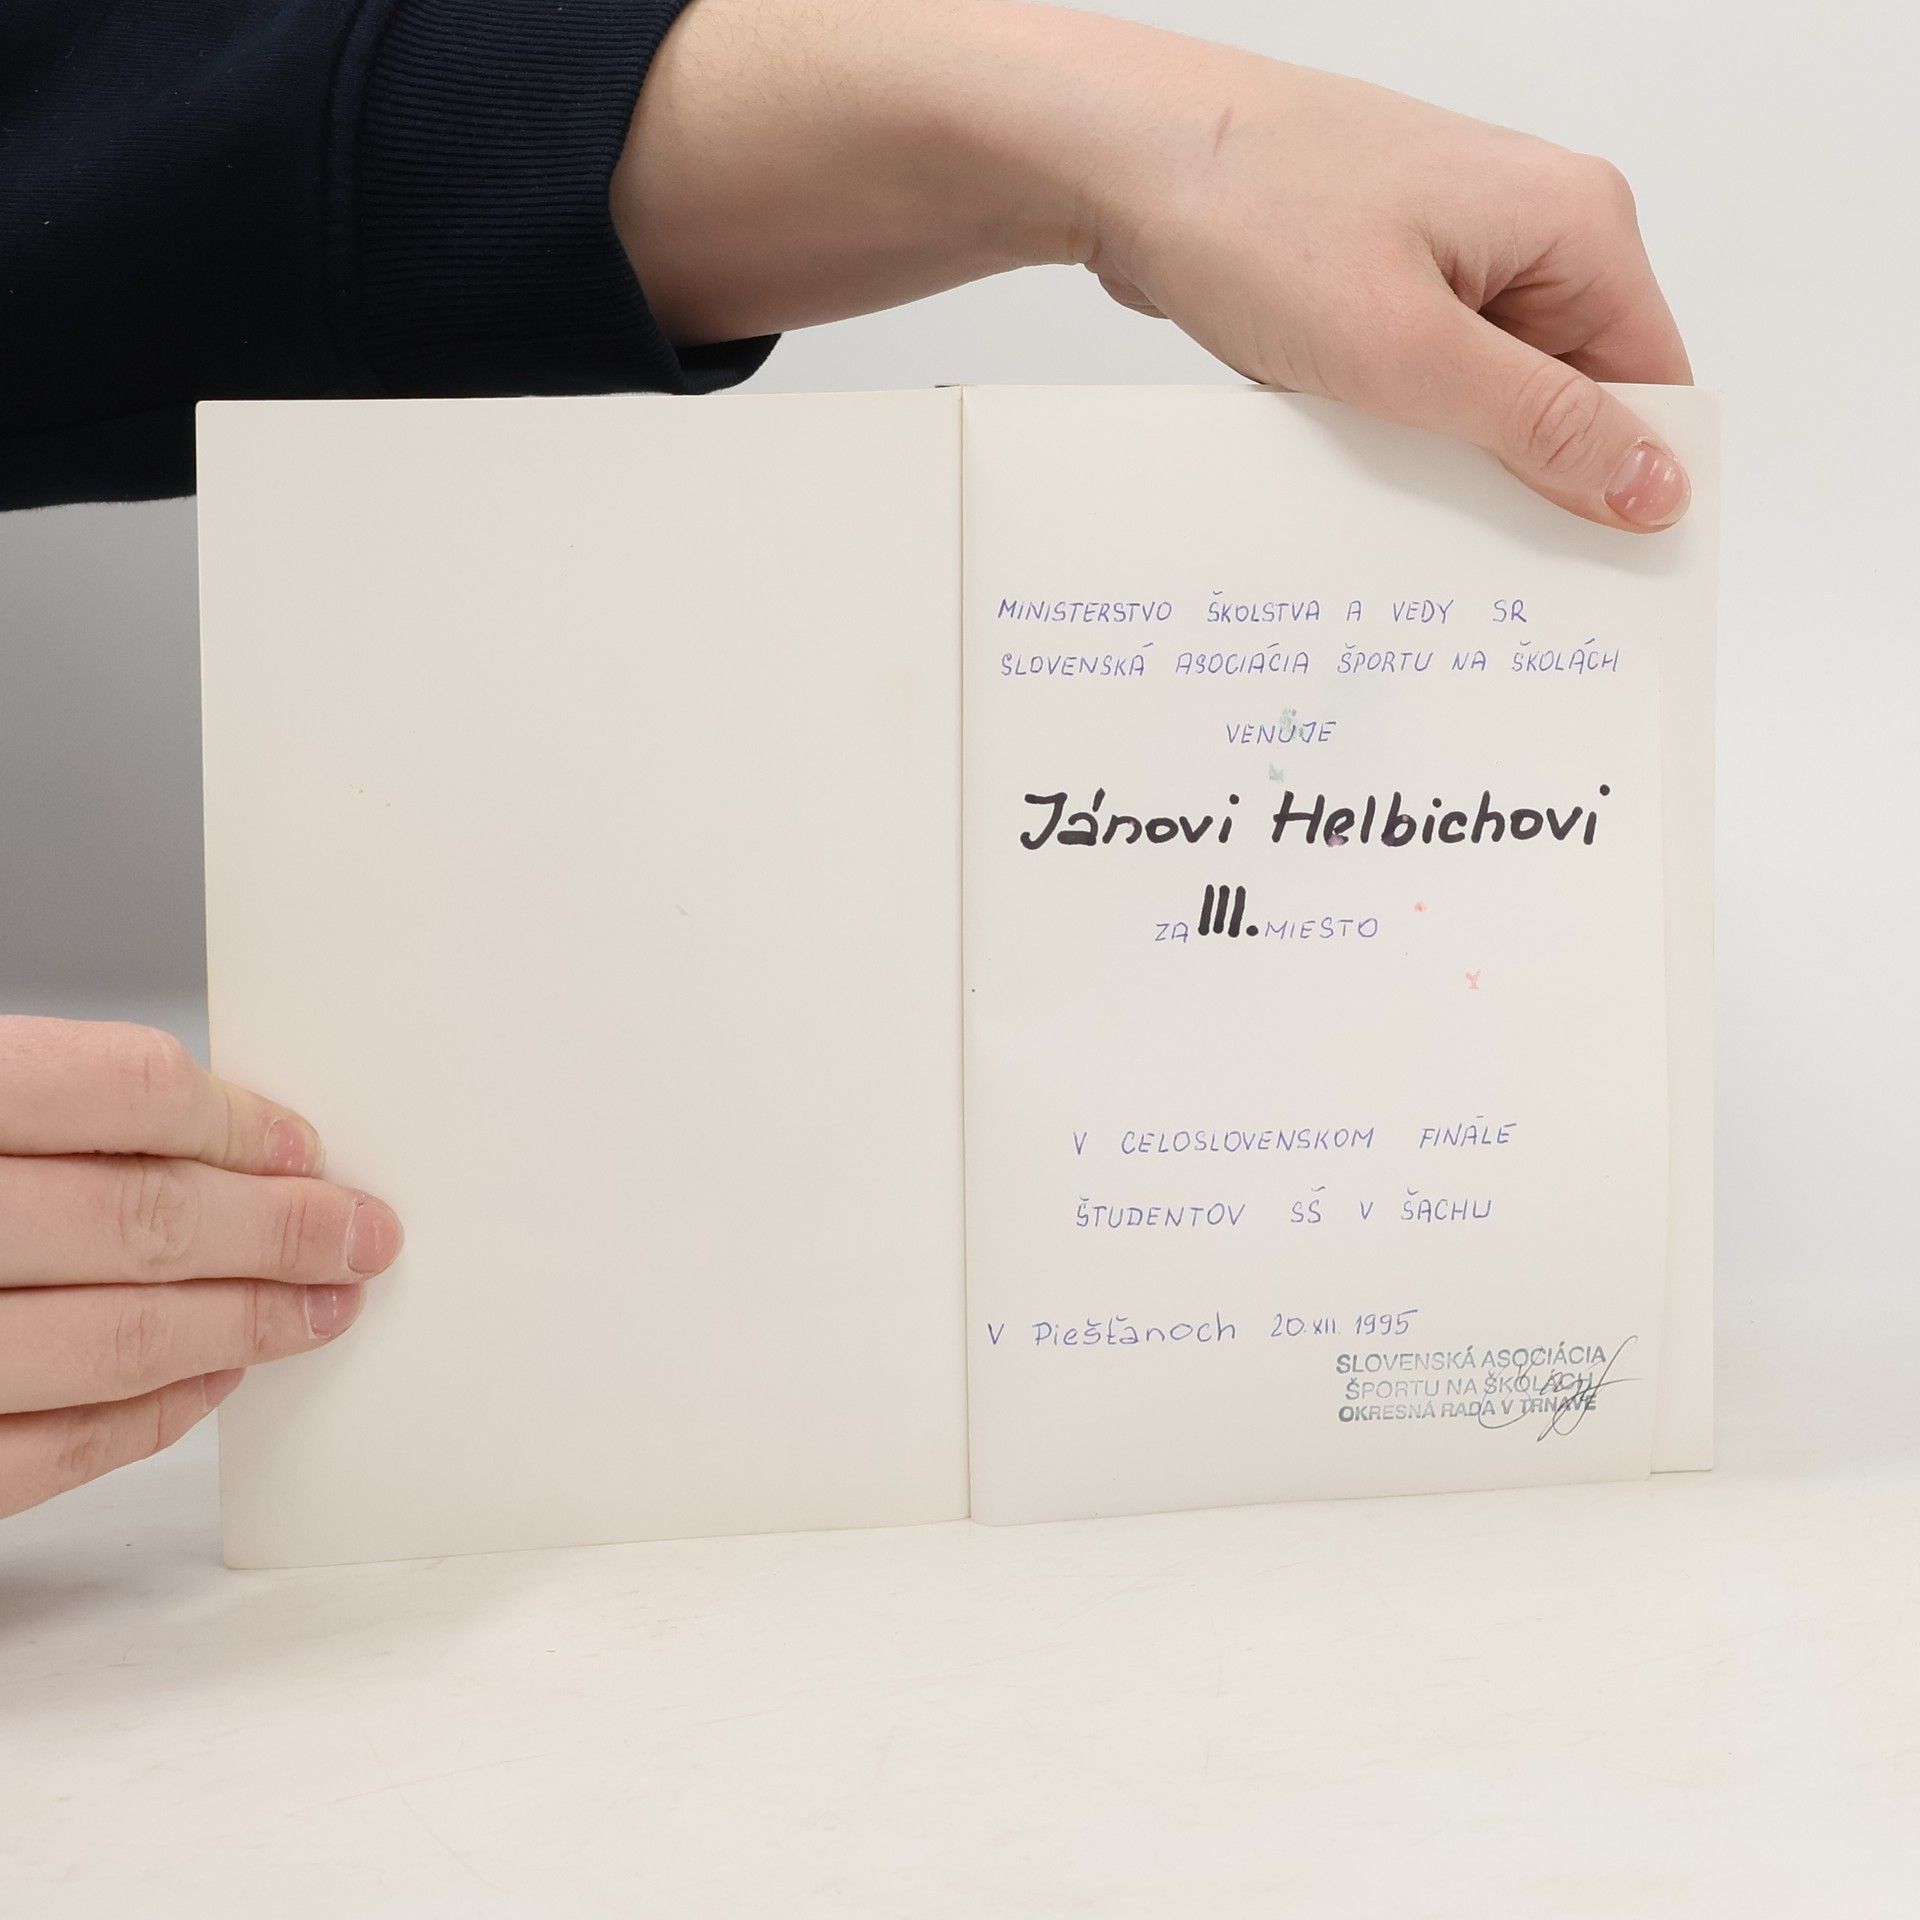 MINISTERSTVO ŠKOLSTVA A VEDY SR
SLOVENSKÁ ASOCIÁCIA ŠPORTU NA ŠKOLÁCH
VENUJE
Jánovi Helbichovi
ZA III. MIESTO
V CELOSLOVENSKOM FINÁLE
ŠTUDENTOV SŠ V ŠACHU
V Piešťanoch 20.XII. 1995
SLOVENSKÁ ASOCIÁCIA
ŠPORTU NA ŠKOLÁCH
OKRESNÁ RADA V TRNAVE